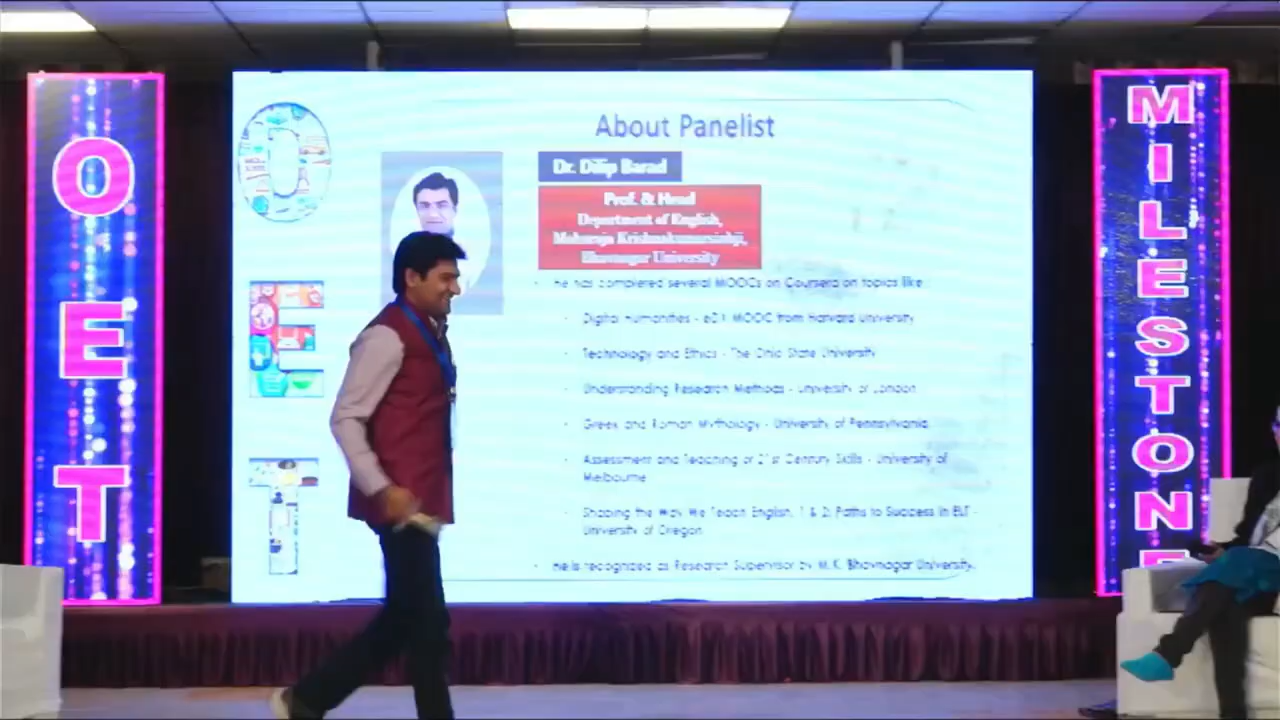 OET
MILESTONE
OET
About Panelist
Dr. Dilip Barad
Prof. & Head
Department of English,
Maharaja Krishnakumarsinhji,
Bhavnagar University
He has completed several MOOCs on Coursera on topics like
Digital Humanities - edX MOOC from Harvard University
Technology and Ethics - The Ohio State University
Understanding Research Methods - University of London
Greek and Roman Mythology - University of Pennsylvania
Assessment and Teaching of 21st Century Skills - University of
Melbourne
Shaping the Way We Teach English, 1 & 2: Paths to Success in ELT -
University of Oregon
He is recognized as Research Supervisor by M.K. Bhavnagar University.